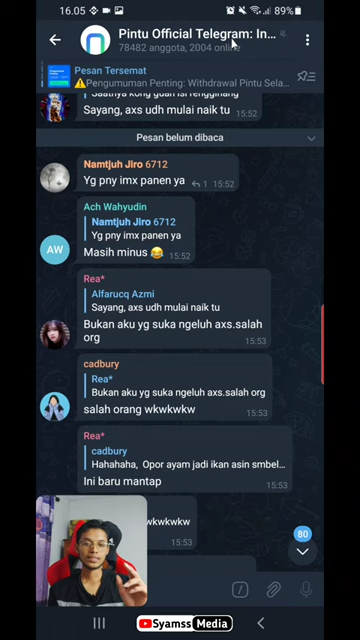 16.05
89%
Pintu Official Telegram: In...
78482 anggota, 2004 online
Pesan Tersemat
⚠️Pengumuman Penting: Withdrawal Pintu Sela...
Sayang, axs udh mulai naik tu
15:52
Pesan belum dibaca
Namtjuh Jiro 6712
Yg pny imx panen ya
1 15:52
Ach Wahyudin
Namtjuh Jiro 6712
Yg pny imx panen ya
Masih minus 😂
15:52
AW
Rea*
Alfarucq Azmi
Sayang, axs udh mulai naik tu
Bukan aku yg suka ngeluh axs.salah
org
15:53
cadbury
Rea*
Bukan aku yg suka ngeluh axs.salah org
salah orang wkwkwkw
15:53
Rea*
cadbury
Hahahaha, Opor ayam jadi ikan asin smbel...
Ini baru mantap
15:53
wkwkwkw
15:53
80
Syamss Media